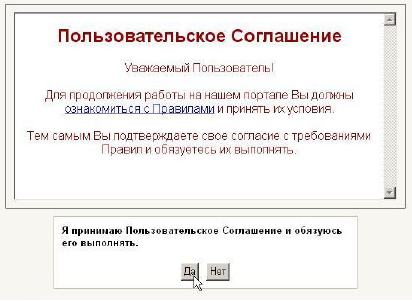 Пользовательское Соглашение
Уважаемый Пользователь!
Для продолжения работы на нашем портале Вы должны
ознакомиться с Правилами и принять их условия.
Тем самым Вы подтверждаете свое согласие с требованиями
Правил и обязуетесь их выполнять.
Я принимаю Пользовательское Соглашение и обязуюсь
его выполнять.
Да Нет